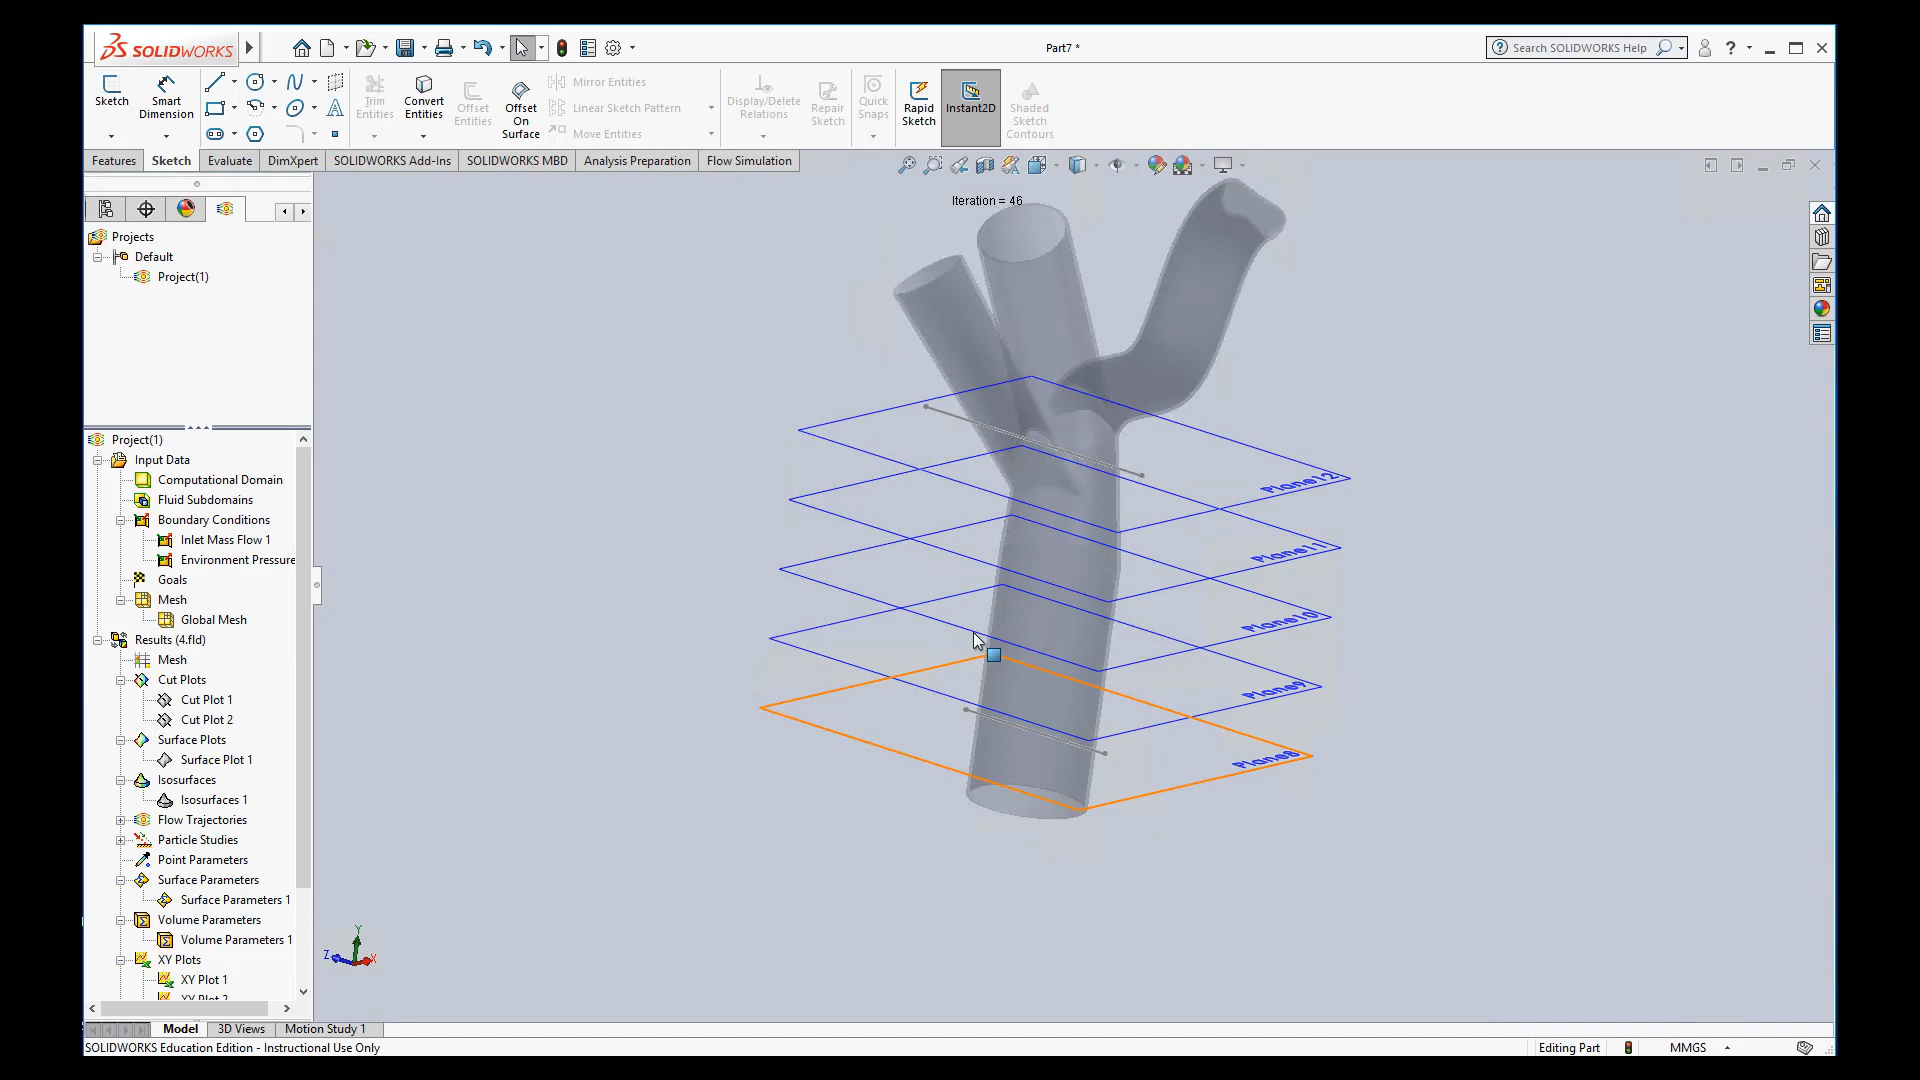 SOLIDWORKS
Part7 *
Search SOLIDWORKS Help
Sketch
Smart Dimension
Trim Entities
Convert Entities
Offset Entities
Offset On Surface
Mirror Entities
Linear Sketch Pattern
Move Entities
Display/Delete Relations
Repair Sketch
Quick Snaps
Rapid Sketch
Instant2D
Shaded Sketch Contours
Features
Sketch
Evaluate
DimXpert
SOLIDWORKS Add-Ins
SOLIDWORKS MBD
Analysis Preparation
Flow Simulation
Iteration = 46
Projects
Default
Project(1)
Project(1)
Input Data
Computational Domain
Fluid Subdomains
Boundary Conditions
Inlet Mass Flow 1
Environment Pressure
Goals
Mesh
Global Mesh
Results (4.fld)
Mesh
Cut Plots
Cut Plot 1
Cut Plot 2
Surface Plots
Surface Plot 1
Isosurfaces
Isosurfaces 1
Flow Trajectories
Particle Studies
Point Parameters
Surface Parameters
Surface Parameters 1
Volume Parameters
Volume Parameters 1
XY Plots
XY Plot 1
XY Plot 2
Plane12
Plane11
Plane10
Plane9
Plane8
Y
Z
X
Model
3D Views
Motion Study 1
SOLIDWORKS Education Edition - Instructional Use Only
Editing Part
MMGS